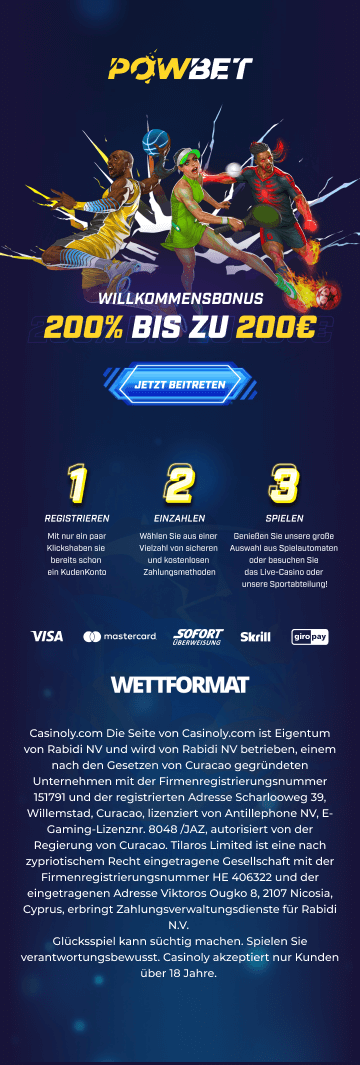 POWBET
WILLKOMMENSBONUS
200% BIS ZU 200€
JETZT BEITRETEN
1
2
3
REGISTRIEREN
EINZAHLEN
SPIELEN
Mit nur ein paar
Klickshaben sie
bereits schon
ein KudenKonto
Wählen Sie aus einer
Vielzahl von sicheren
und kostenlosen
Zahlungsmethoden
Genießen Sie unsere große
Auswahl aus Spielautomaten
oder besuchen Sie
das Live-Casino oder
unsere Sportabteilung!
VISA
mastercard
SOFORT
ÜBERWEISUNG
Skrill
giropay
WETTFORMAT
Casinoly.com Die Seite von Casinoly.com ist Eigentum
von Rabidi NV und wird von Rabidi NV betrieben, einem
nach den Gesetzen von Curacao gegründeten
Unternehmen mit der Firmenregistrierungsnummer
151791 und der registrierten Adresse Scharlooweg 39,
Willemstad, Curacao, lizenziert von Antillephone NV, E-
Gaming-Lizenznr. 8048 /JAZ, autorisiert von der
Regierung von Curacao. Tilaros Limited ist eine nach
zypriotischem Recht eingetragene Gesellschaft mit der
Firmenregistrierungsnummer HE 406322 und der
eingetragenen Adresse Viktoros Ougko 8, 2107 Nicosia,
Cyprus, erbringt Zahlungsverwaltungsdienste für Rabidi
N.V.
Glücksspiel kann süchtig machen. Spielen Sie
verantwortungsbewusst. Casinoly akzeptiert nur Kunden
über 18 Jahre.